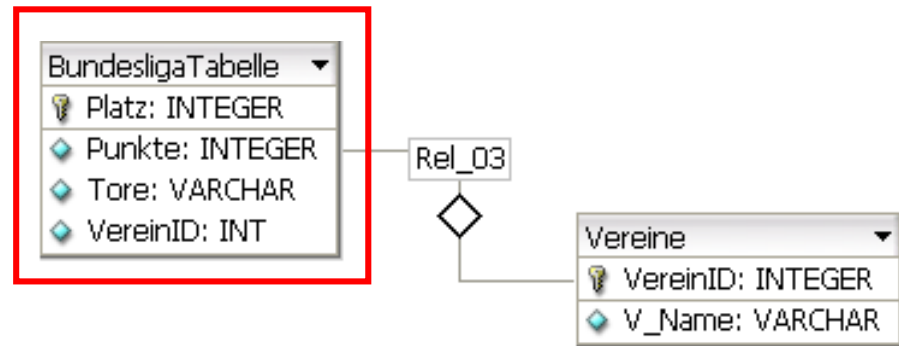 BundesligaTabelle
Platz: INTEGER
Punkte: INTEGER
Tore: VARCHAR
VereinID: INT
Rel_03
Vereine
VereinID: INTEGER
V_Name: VARCHAR